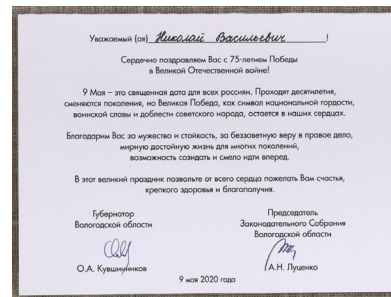 Уважаемый (ая) Николай Васильевич !
Сердечно поздравляем Вас с 75-летием Победы
в Великой Отечественной войне!
9 Мая – это священная дата для всех россиян. Проходят десятилетия,
сменяются поколения, но Великая Победа, как символ национальной гордости,
воинской славы и доблести советского народа, остается в наших сердцах.
Благодарим Вас за мужество и стойкость, за беззаветную веру в правое дело,
мирную достойную жизнь для многих поколений,
возможность созидать и смело идти вперед.
В этот великий праздник позвольте от всего сердца пожелать Вам счастья,
крепкого здоровья и благополучия.
Губернатор
Вологодской области
О.А. Кувшинников
Председатель
Законодательного Собрания
Вологодской области
А.Н. Луценко
9 мая 2020 года